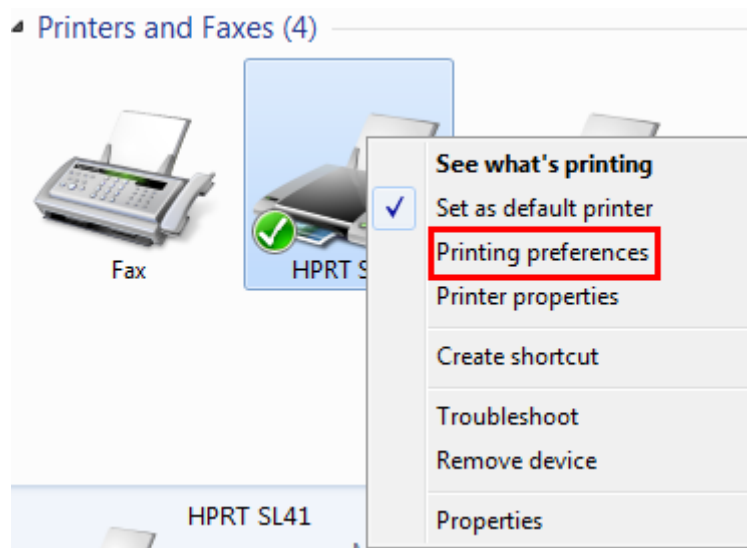 Printers and Faxes (4)
See what's printing
Set as default printer
Printing preferences
Printer properties
Create shortcut
Troubleshoot
Remove device
Properties
Fax
HPRT S
HPRT SL41